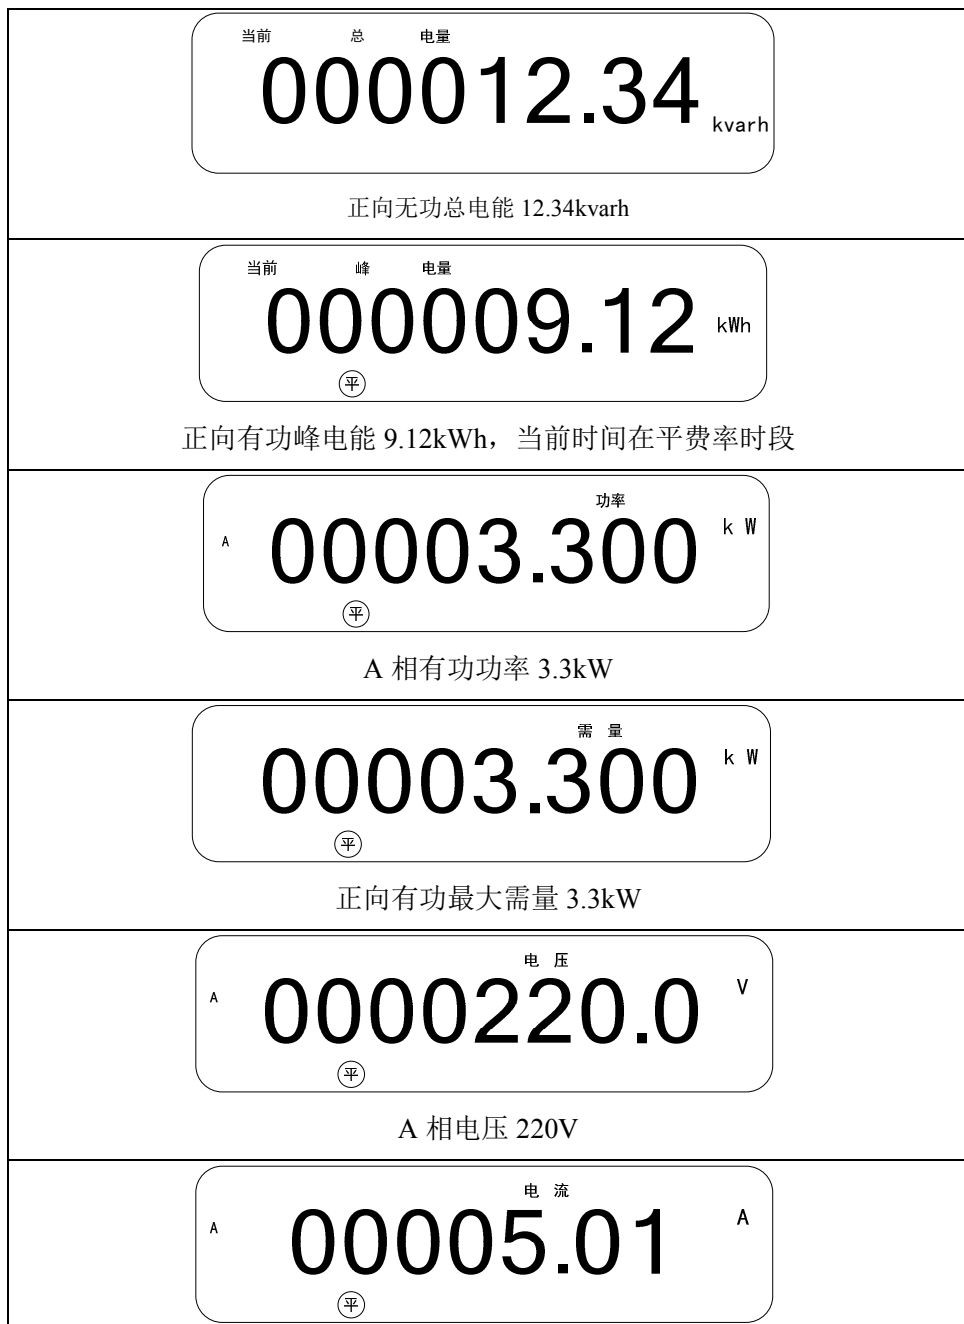 当前 总 电量
000012.34 kvarh
正向无功总电能 12.34kvarh
当前 峰 电量
000009.12 kWh
平
正向有功峰电能 9.12kWh，当前时间在平费率时段
功率
A 00003.300 k W
平
A 相有功功率 3.3kW
需 量
00003.300 k W
平
正向有功最大需量 3.3kW
电 压
A 0000220.0 V
平
A 相电压 220V
电 流
A 00005.01 A
平